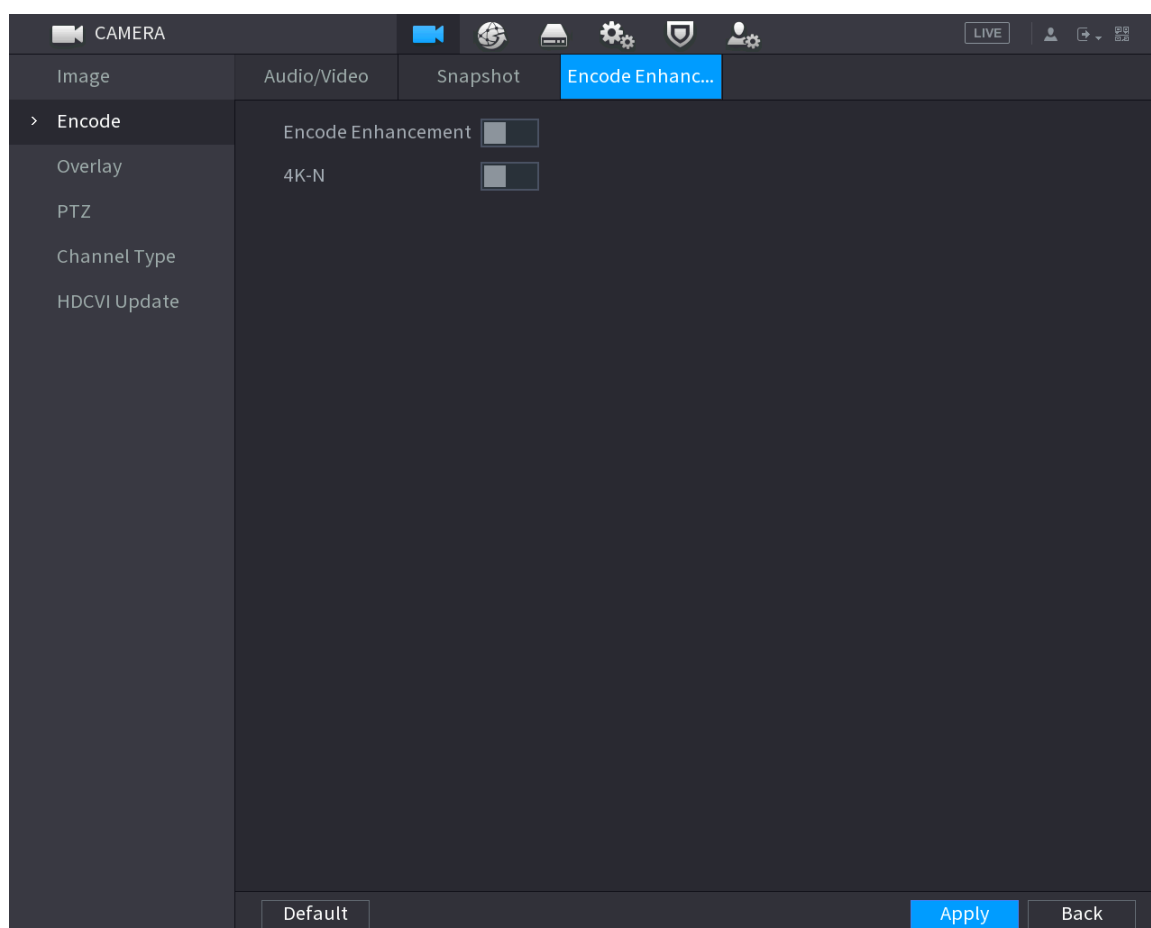 CAMERA
LIVE
Image
Audio/Video
Snapshot
Encode Enhanc...
Encode
Encode Enhancement
Overlay
4K-N
PTZ
Channel Type
HDCVI Update
Default
Apply
Back